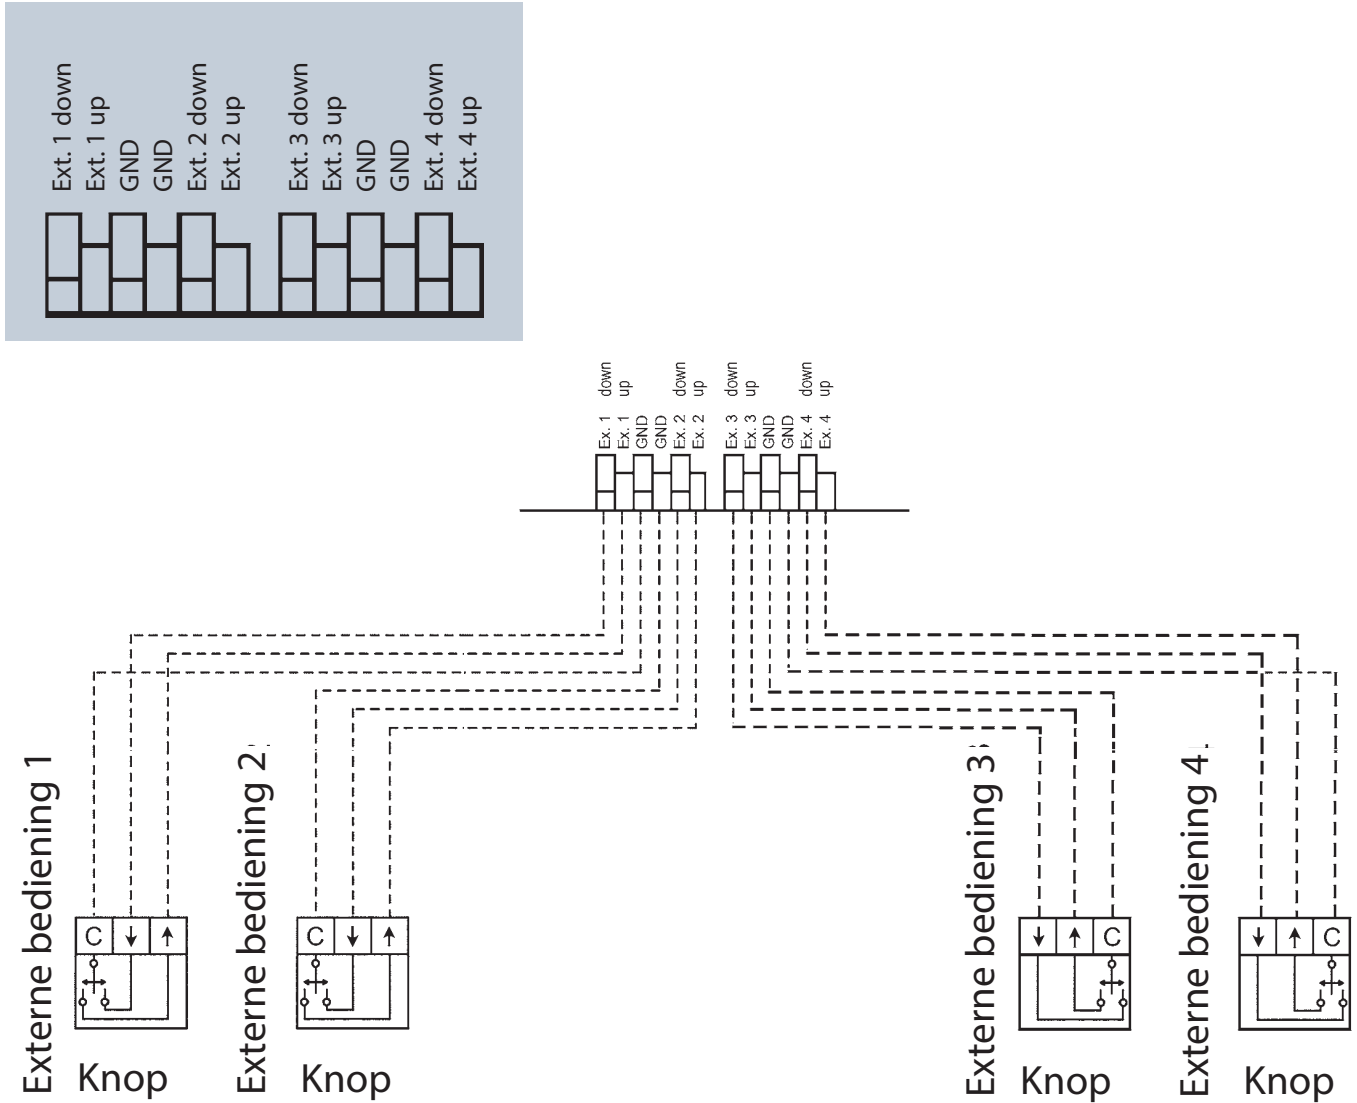 Ext. 1 down
Ext. 1 up
GND
GND
Ext. 2 down
Ext. 2 up
Ext. 3 down
Ext. 3 up
GND
GND
Ext. 4 down
Ext. 4 up
Ex. 1 down
Ex. 1 up
GND
GND
Ex. 2 down
Ex. 2 up
Ex. 3 down
Ex. 3 up
GND
GND
Ex. 4 down
Ex. 4 up
Externe bediening 1
C ↓ ↑
Knop
Externe bediening 2
C ↓ ↑
Knop
Externe bediening 3
↓ ↑ C
Knop
Externe bediening 4
↓ ↑ C
Knop